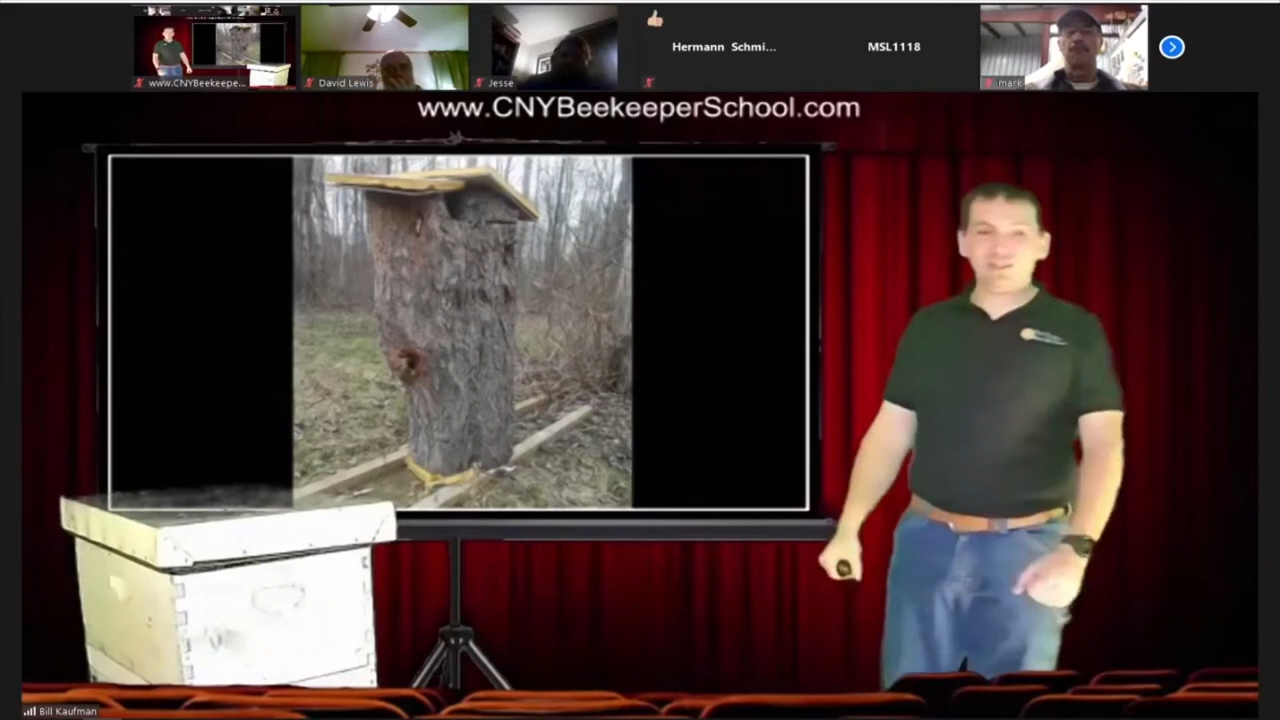 www.CNYBeekeepe...
David Lewis
Jesse
Hermann Schmi...
MSL1118
mark
www.CNYBeekeeperSchool.com
Bill Kaufman